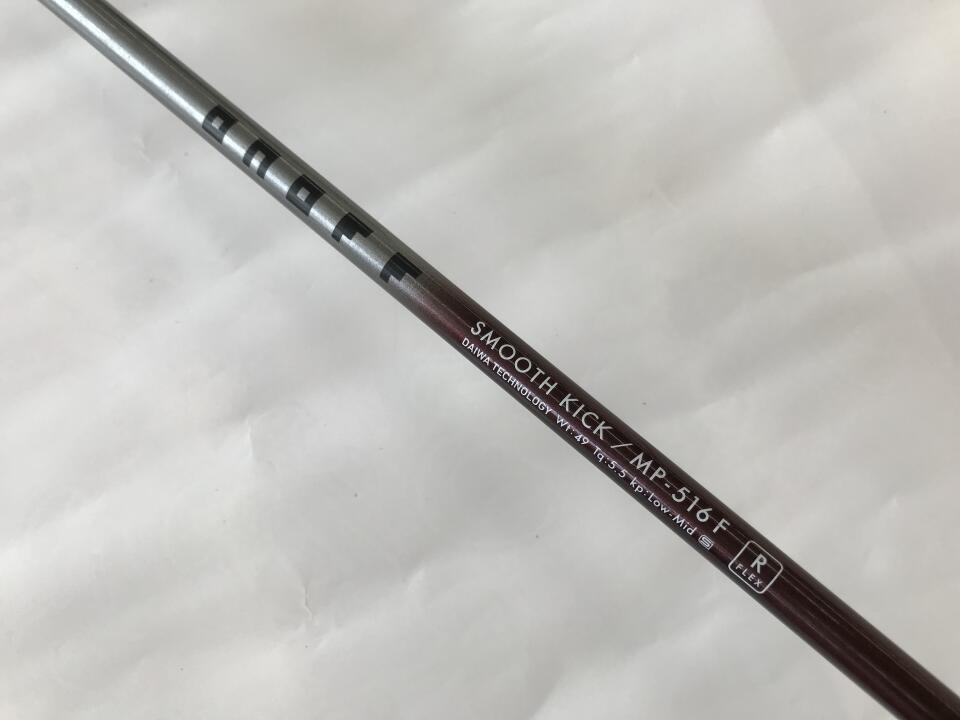 onoff
SMOOTH KICK / MP-516F
DAIWA TECHNOLOGY Wt:49 Tq:5.5 kp:Low-Mid S
R
FLEX